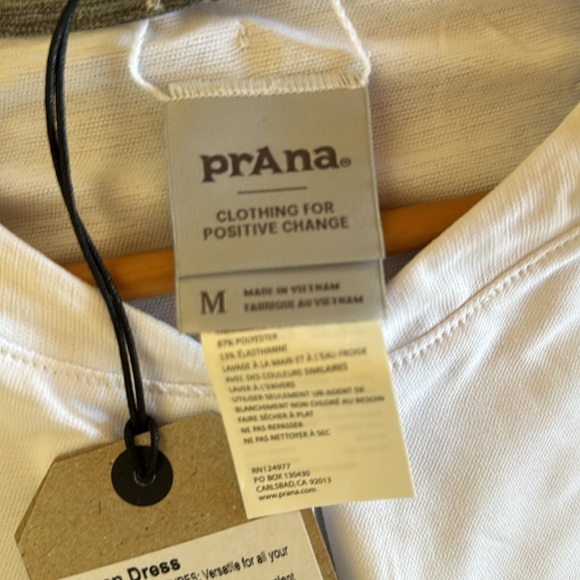 prAna®
CLOTHING FOR
POSITIVE CHANGE
M
MADE IN VIETNAM
FABRIQUÉ AU VIETNAM
87% POLYESTER
13% ÉLASTHANNE
LAVAGE À LA MAIN ET À L'EAU FROIDE
AVEC DES COULEURS SIMILAIRES
LAVER À L'ENVERS
UTILISER SEULEMENT UN AGENT DE
BLANCHIMENT NON CHLORÉ AU BESOIN
FAIRE SÉCHER À PLAT
NE PAS REPASSER
NE PAS NETTOYER À SEC
RN124977
PO BOX 130430
CARLSBAD, CA 92013
www.prana.com
Dress
Versatile for all your